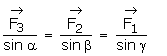 F₃→/sin α = F₂→/sin β = F₁→/sin γ